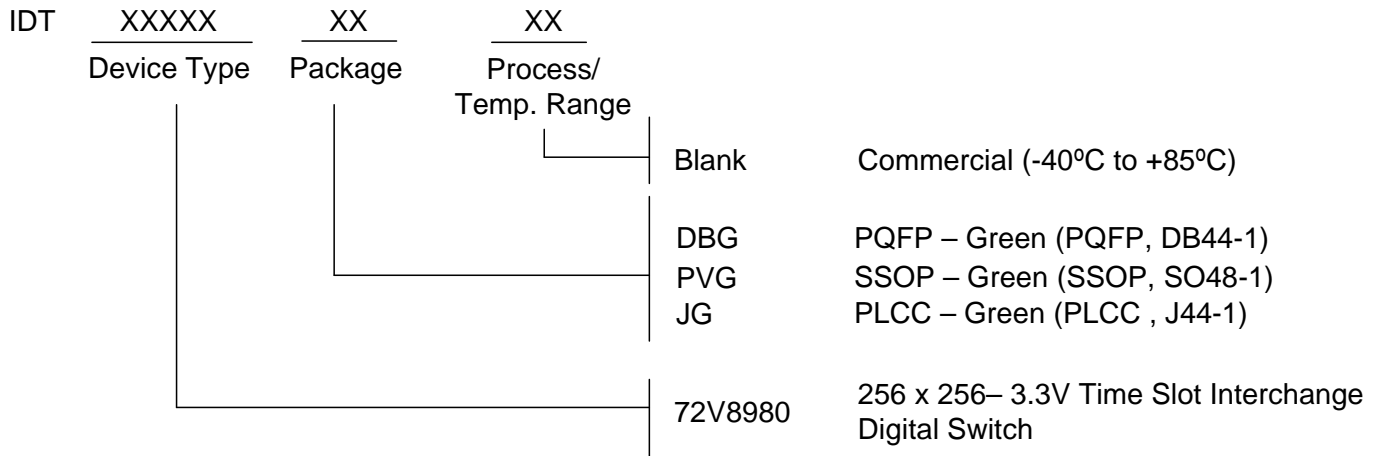 IDT XXXXX XX XX
Device Type Package Process/
Temp. Range
Blank Commercial (-40ºC to +85ºC)
DBG PQFP – Green (PQFP, DB44-1)
PVG SSOP – Green (SSOP, SO48-1)
JG PLCC – Green (PLCC , J44-1)
72V8980 256 x 256– 3.3V Time Slot Interchange
Digital Switch